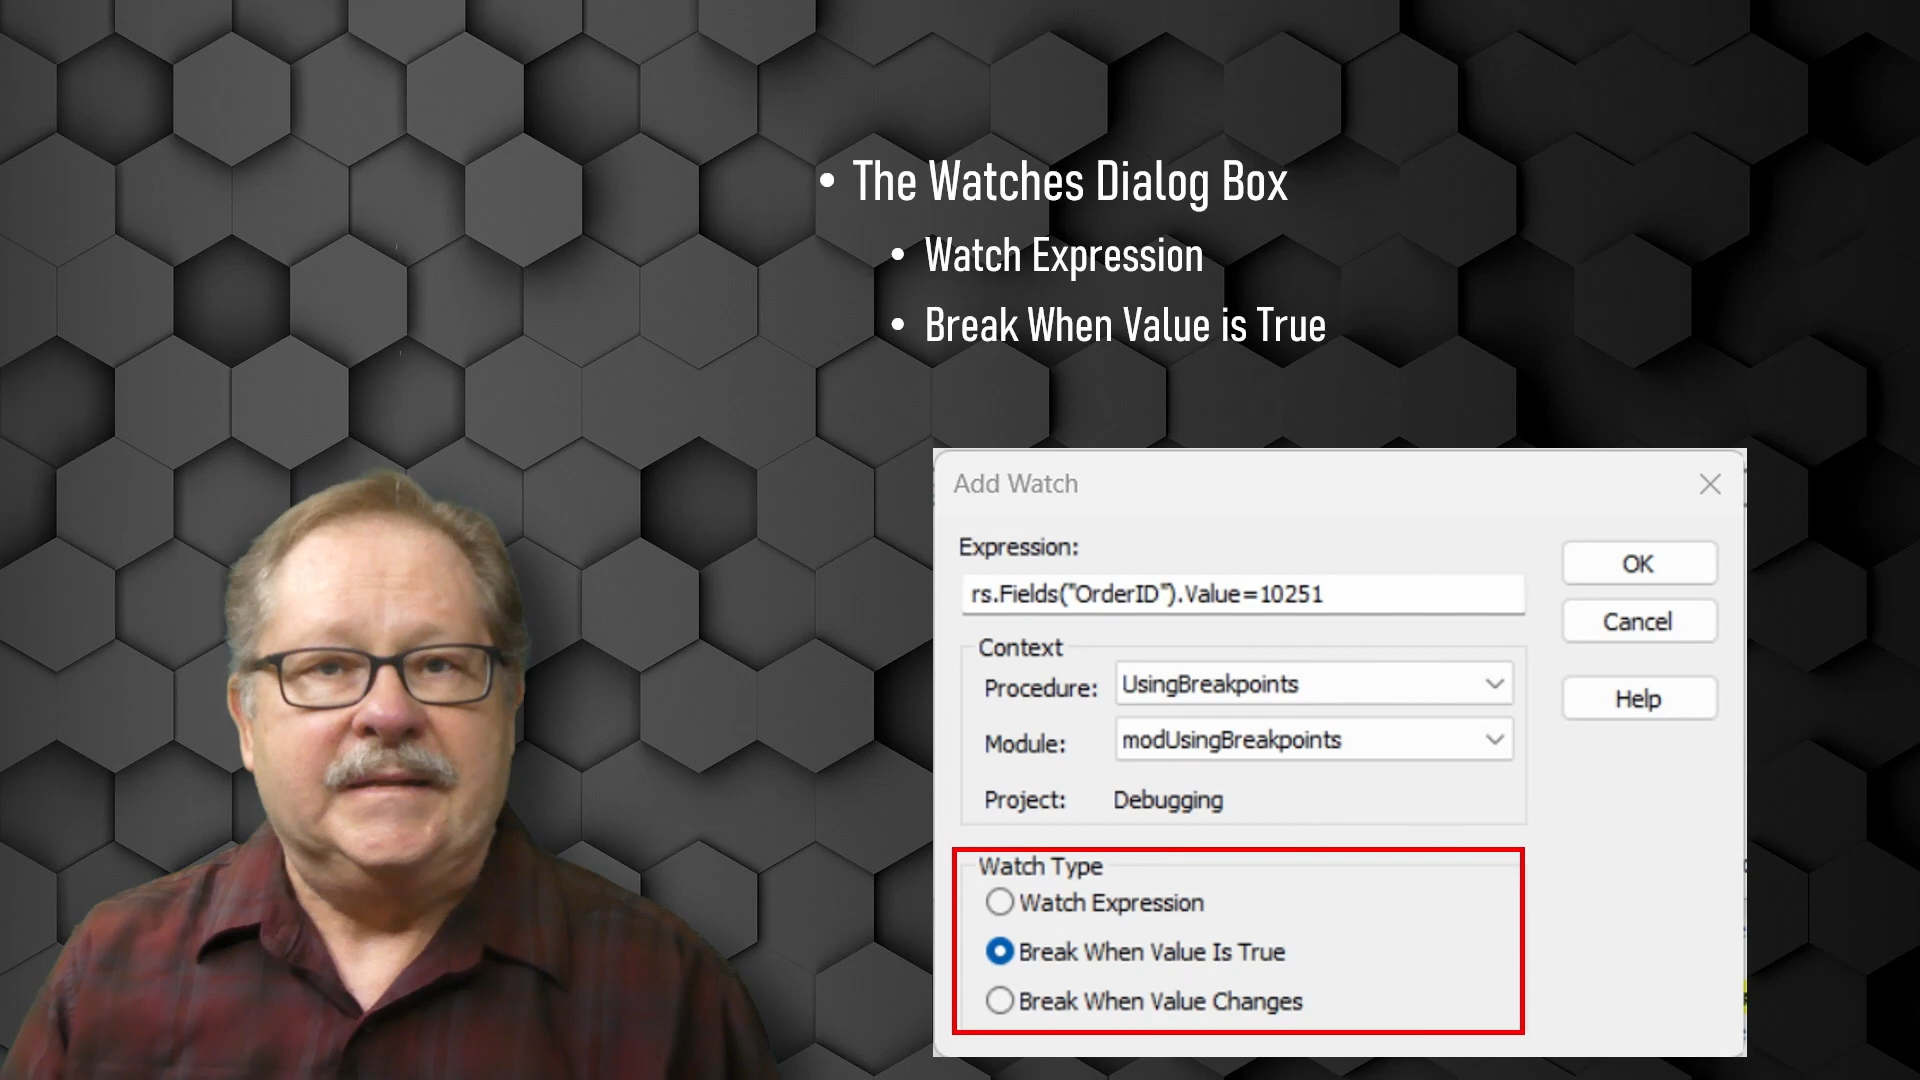 • The Watches Dialog Box
• Watch Expression
• Break When Value is True
Add Watch
Expression:
rs.Fields("OrderID").Value=10251
OK
Cancel
Help
Context
Procedure: UsingBreakpoints
Module: modUsingBreakpoints
Project: Debugging
Watch Type
Watch Expression
Break When Value Is True
Break When Value Changes